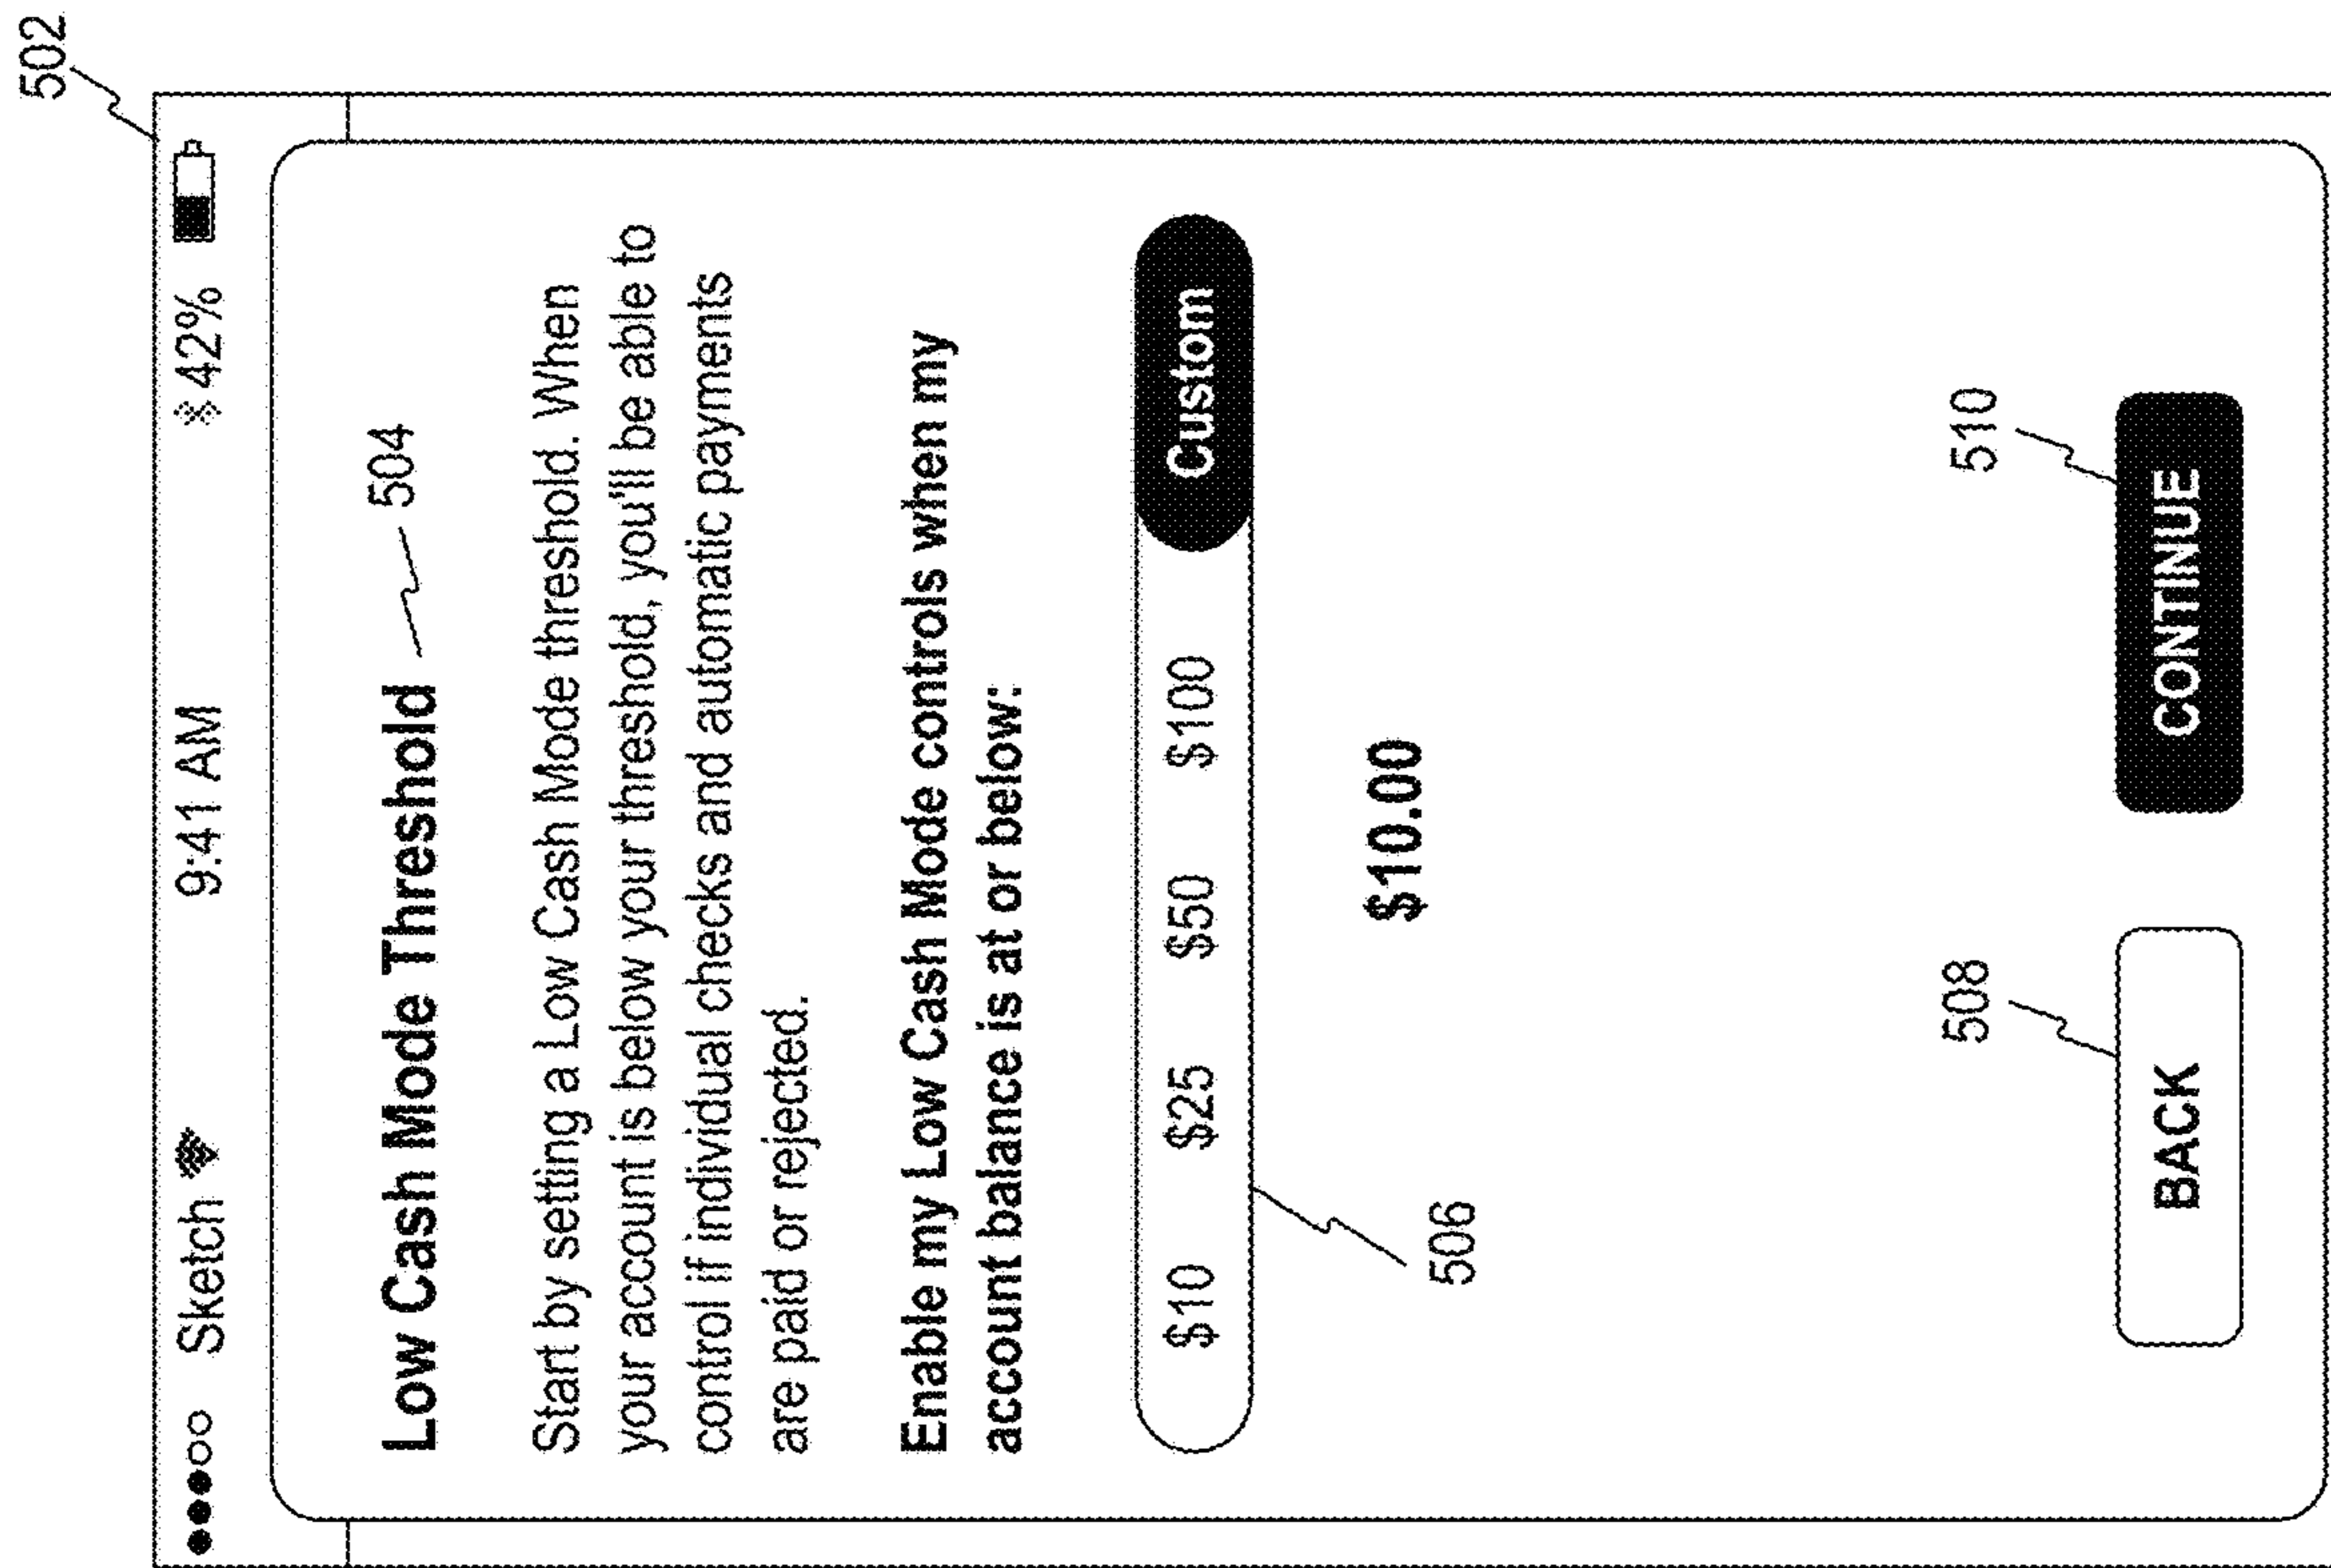 502
Sketch 9:41 AM 42%
Low Cash Mode Threshold 504
Start by setting a Low Cash Mode threshold. When
your account is below your threshold, you'll be able to
control if individual checks and automatic payments
are paid or rejected.
Enable my Low Cash Mode controls when my
account balance is at or below:
$10 $25 $50 $100 Custom
506
$10.00
508 510
BACK CONTINUE